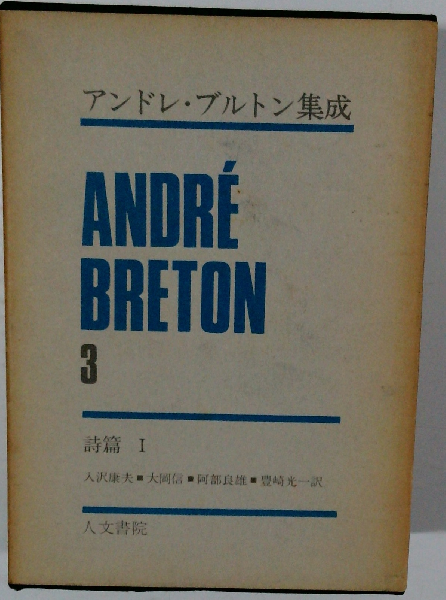 アンドレ・ブルトン集成
ANDRÉ
BRETON
3
詩篇 I
入沢康夫■大岡信■阿部良雄■豊崎光一訳
人文書院